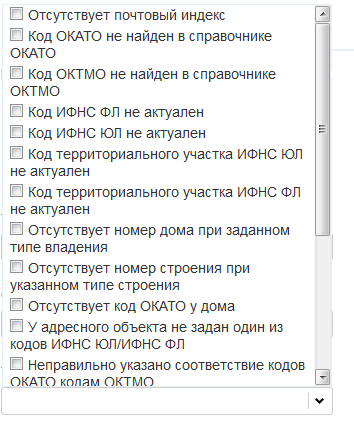 Отсутствует почтовый индекс
Код ОКАТО не найден в справочнике
ОКАТО
Код ОКТМО не найден в справочнике
ОКТМО
Код ИФНС ФЛ не актуален
Код ИФНС ЮЛ не актуален
Код территориального участка ИФНС ЮЛ
не актуален
Код территориального участка ИФНС ФЛ
не актуален
Отсутствует номер дома при заданном
типе владения
Отсутствует номер строения при
указанном типе строения
Отсутствует код ОКАТО у дома
У адресного объекта не задан один из
кодов ИФНС ЮЛ/ИФНС ФЛ
Неправильно указано соответствие кодов
ОКАТО кодам ОКТМО